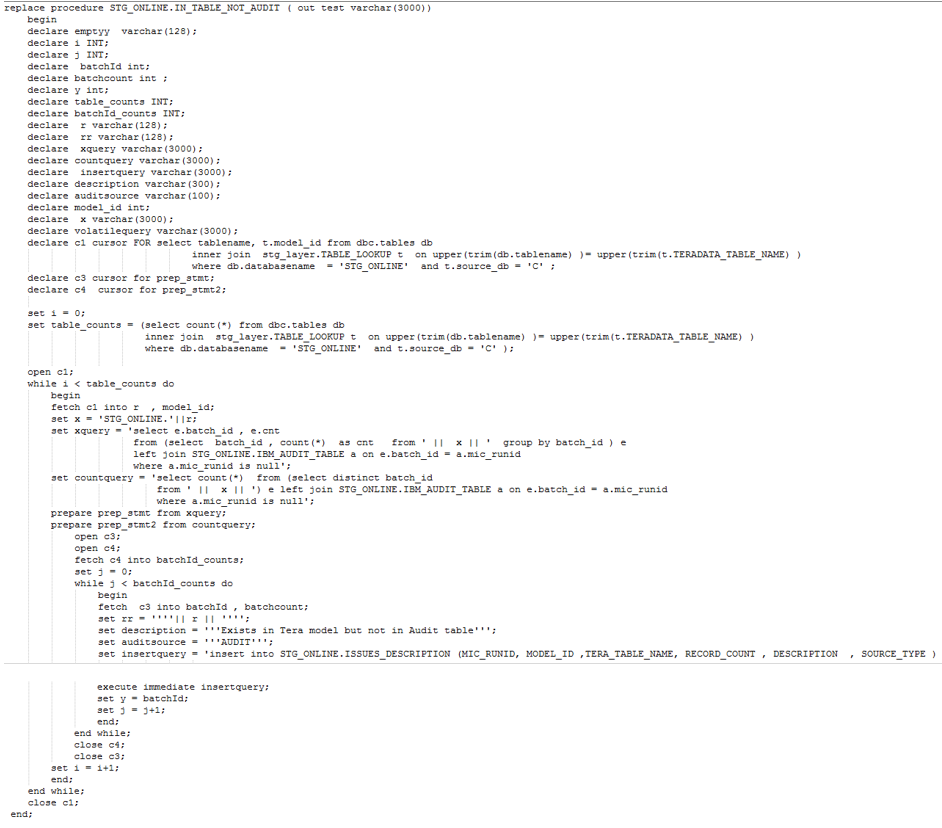 replace procedure STG_ONLINE.IN_TABLE_NOT_AUDIT ( out test varchar(3000))
begin
declare emptyy  varchar(128);
declare i INT;
declare j INT;
declare  batchId int;
declare batchcount int ;
declare y int;
declare table_counts INT;
declare batchId_counts INT;
declare  r varchar(128);
declare  rr varchar(128);
declare  xquery varchar(3000);
declare countquery varchar(3000);
declare  insertquery varchar(3000);
declare description varchar(300);
declare auditsource varchar(100);
declare model_id int;
declare  x varchar(3000);
declare volatilequery varchar(3000);
declare c1 cursor FOR select tablename, t.model_id from dbc.tables db
inner join  stg_layer.TABLE_LOOKUP t  on upper(trim(db.tablename) )= upper(trim(t.TERADATA_TABLE_NAME) )
where db.databasename  = 'STG_ONLINE'  and t.source_db = 'C' ;
declare c3 cursor for prep_stmt;
declare c4  cursor for prep_stmt2;
set i = 0;
set table_counts = (select count(*) from dbc.tables db
inner join  stg_layer.TABLE_LOOKUP t  on upper(trim(db.tablename) )= upper(trim(t.TERADATA_TABLE_NAME) )
where db.databasename  = 'STG_ONLINE'  and t.source_db = 'C' );
open c1;
while i < table_counts do
begin
fetch c1 into r  , model_id;
set x = 'STG_ONLINE.'||r;
set xquery = 'select e.batch_id , e.cnt
from (select  batch_id , count(*)  as cnt   from ' ||  x || '  group by batch_id ) e
left join STG_ONLINE.IBM_AUDIT_TABLE a on e.batch_id = a.mic_runid
where a.mic_runid is null';
set countquery = 'select count(*)  from (select distinct batch_id
from ' ||  x || ') e left join STG_ONLINE.IBM_AUDIT_TABLE a on e.batch_id = a.mic_runid
where a.mic_runid is null';
prepare prep_stmt from xquery;
prepare prep_stmt2 from countquery;
open c3;
open c4;
fetch c4 into batchId_counts;
set j = 0;
while j < batchId_counts do
begin
fetch  c3 into batchId , batchcount;
set rr = ''''|| r || '''';
set description = '''Exists in Tera model but not in Audit table''';
set auditsource = '''AUDIT''';
set insertquery = 'insert into STG_ONLINE.ISSUES_DESCRIPTION (MIC_RUNID, MODEL_ID ,TERA_TABLE_NAME, RECORD_COUNT , DESCRIPTION  , SOURCE_TYPE )
execute immediate insertquery;
set y = batchId;
set j = j+1;
end;
end while;
close c4;
close c3;
set i = i+1;
end;
end while;
close c1;
end;